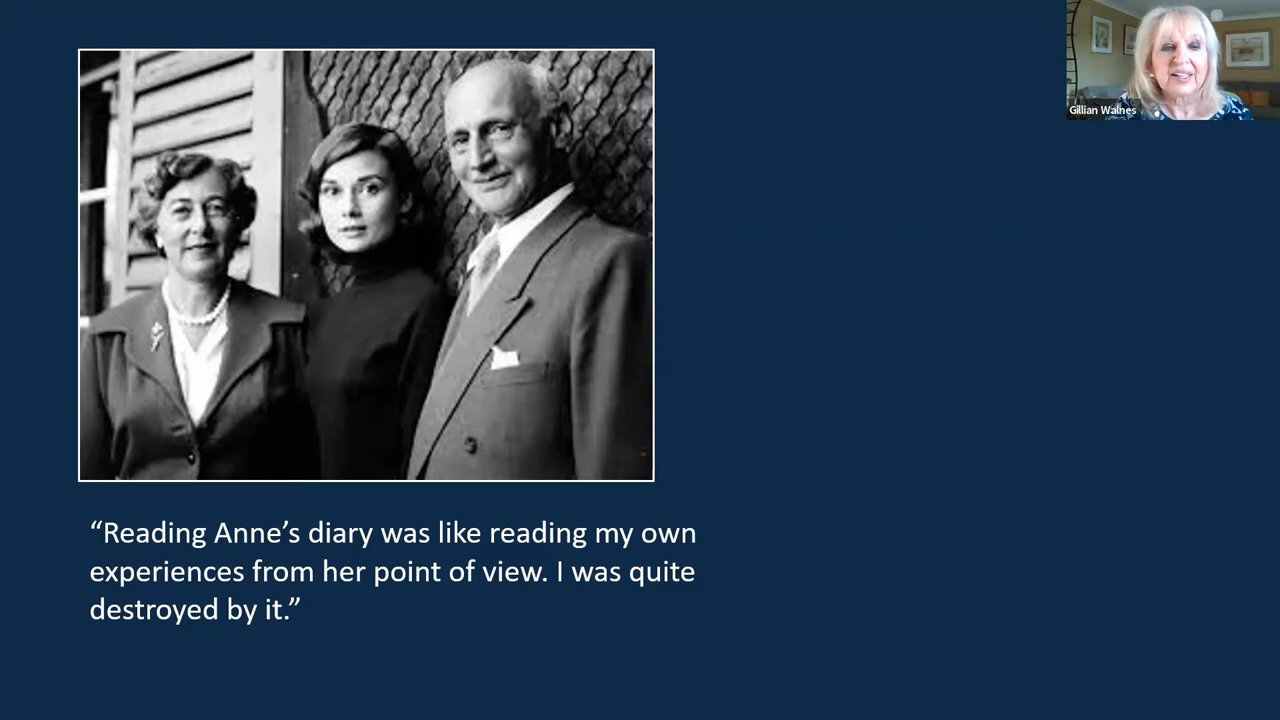 Gillian Walnes
“Reading Anne’s diary was like reading my own
experiences from her point of view. I was quite
destroyed by it.”